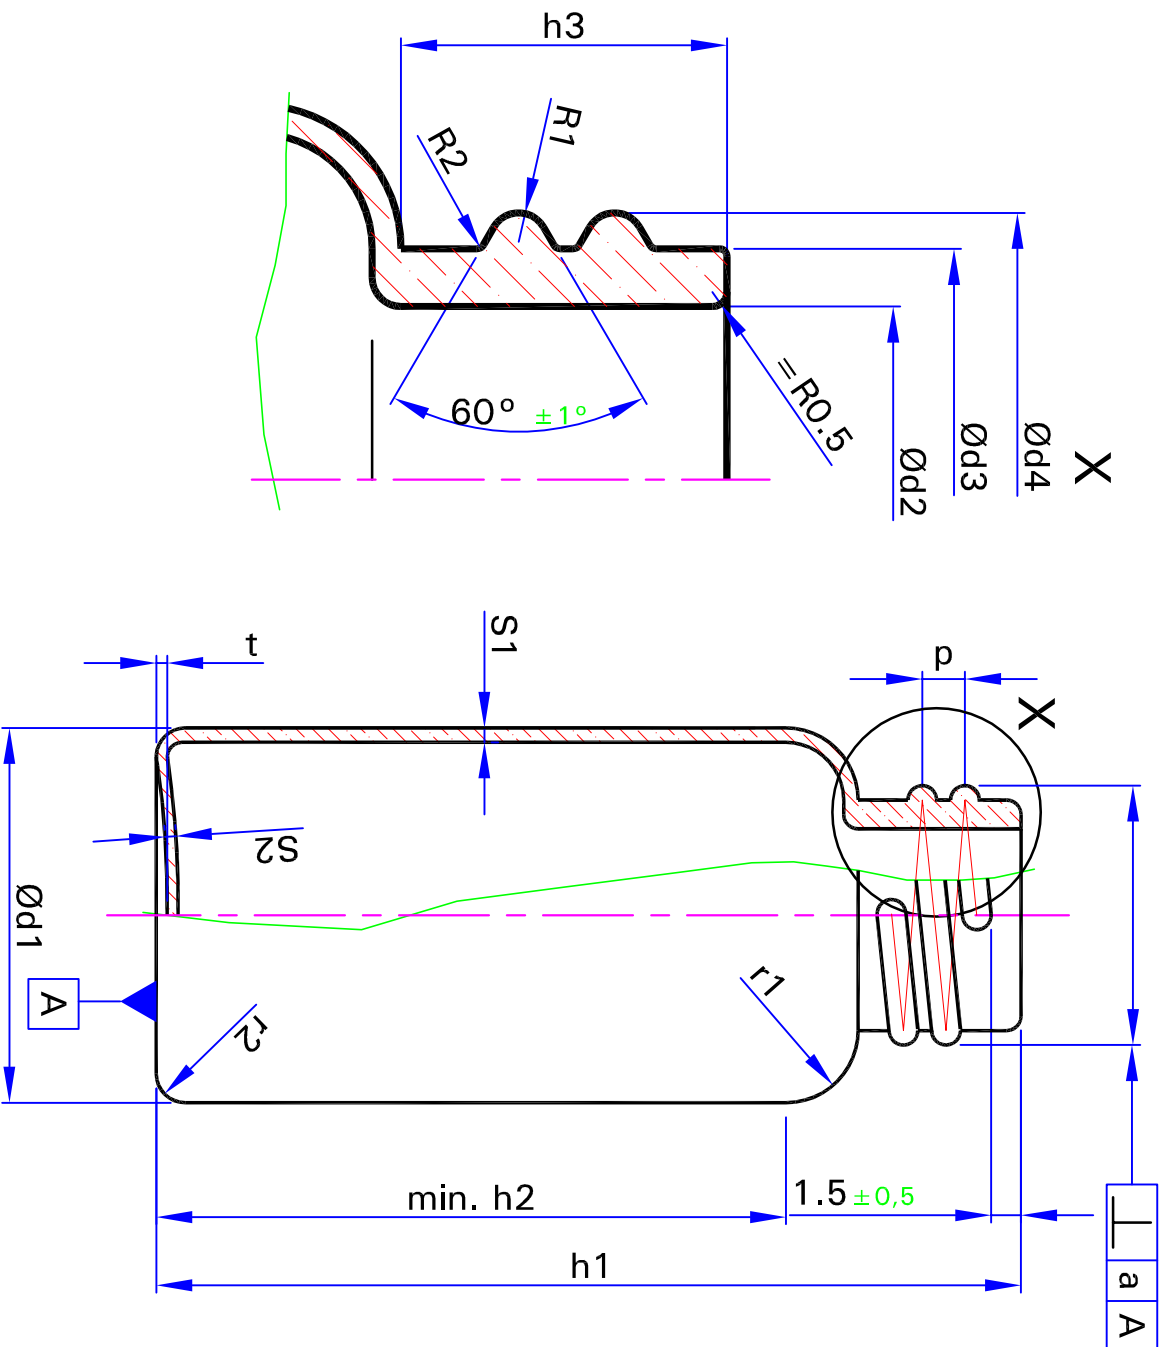 h3
R1
R2
60° ±1°
=R0.5
Ød2
Ød3
Ød4
X
S1
t
p
X
S2
Ød1
A
r1
r2
min. h2
1.5 ±0,5
h1
⊥ a A